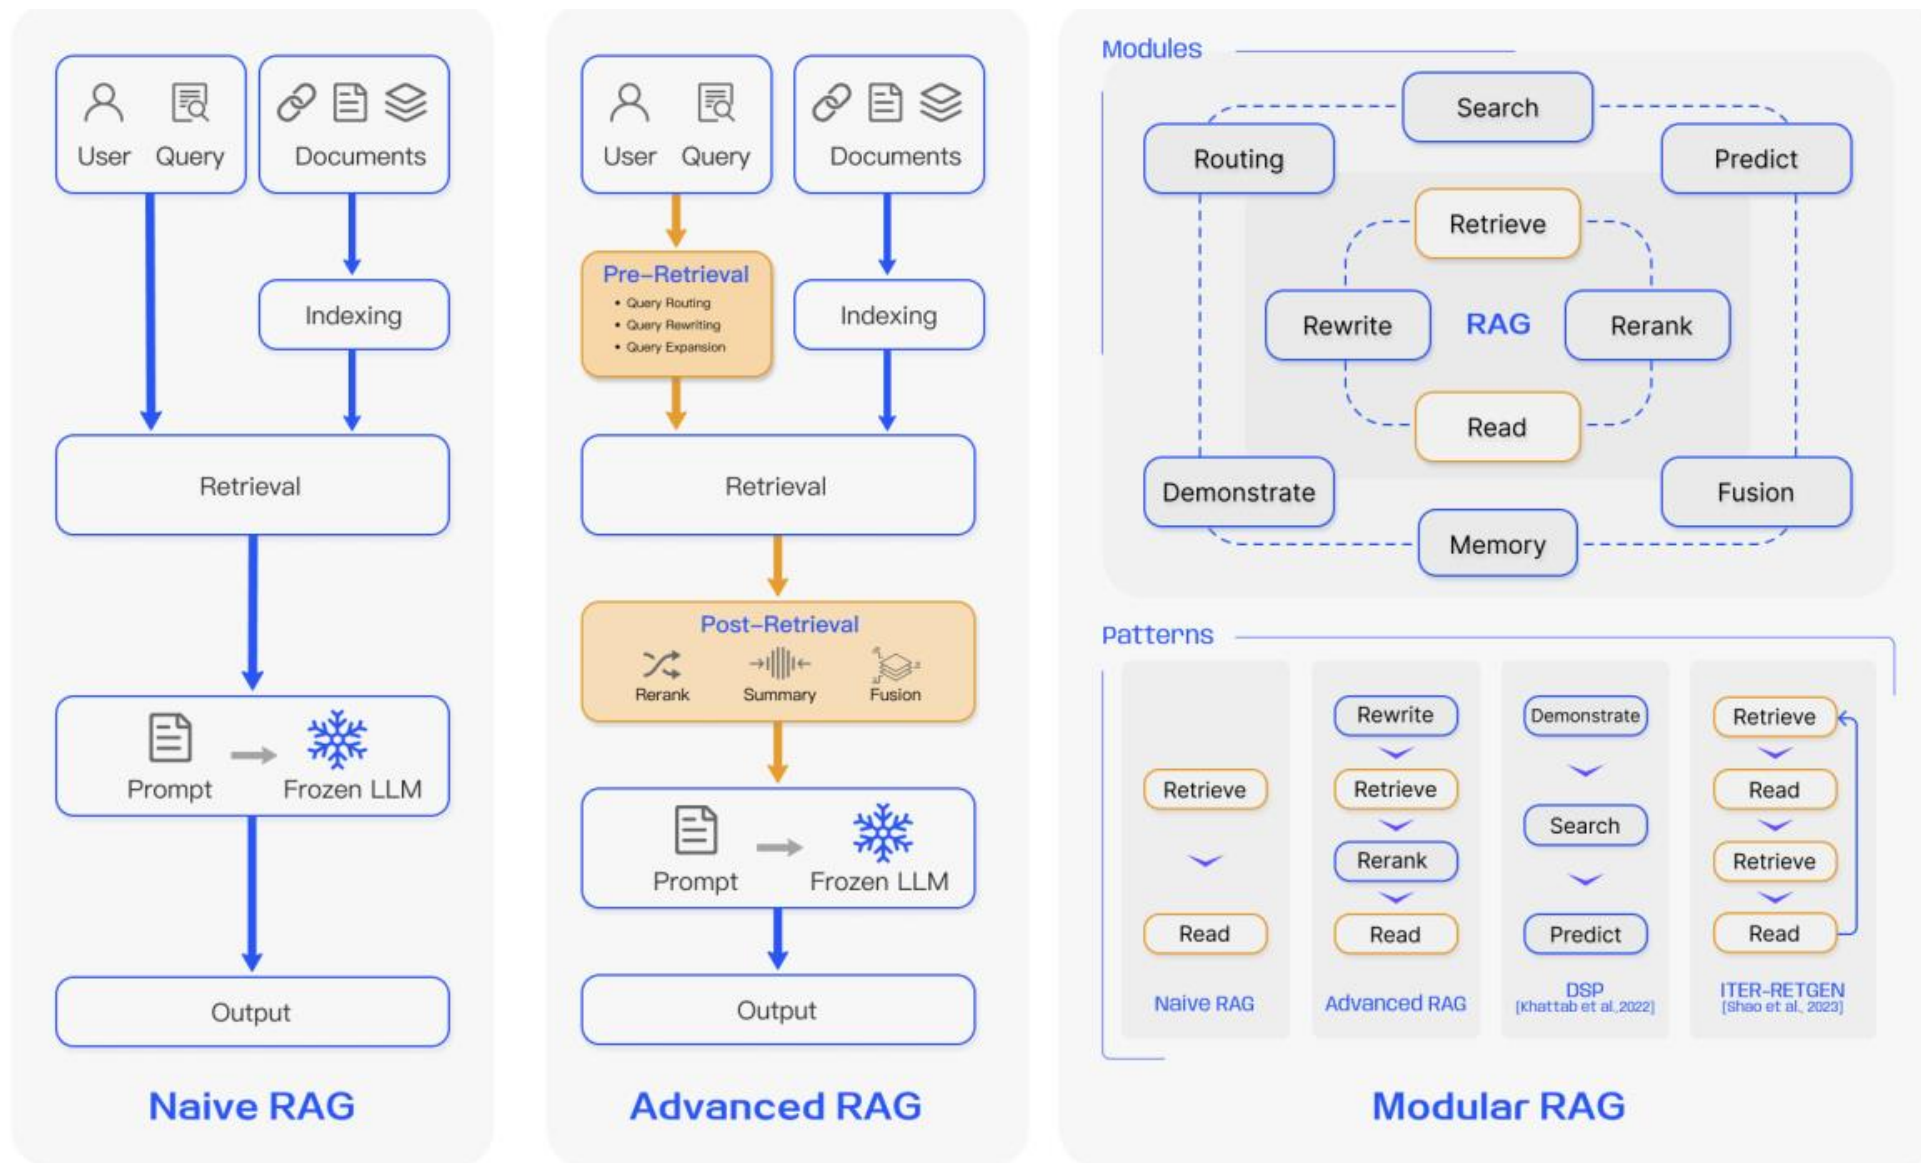 User Query
Documents
Indexing
Retrieval
Prompt
Frozen LLM
Output
Naive RAG
User Query
Documents
Pre-Retrieval
• Query Routing
• Query Rewriting
• Query Expansion
Indexing
Retrieval
Post-Retrieval
Rerank
Summary
Fusion
Prompt
Frozen LLM
Output
Advanced RAG
Modules
Search
Routing
Predict
Retrieve
Rewrite
RAG
Rerank
Read
Demonstrate
Fusion
Memory
Patterns
Retrieve
Read
Naive RAG
Rewrite
Retrieve
Rerank
Read
Advanced RAG
Demonstrate
Search
Predict
DSP
[Khattab et al.,2022]
Retrieve
Read
Retrieve
Read
ITER-RETGEN
[Shao et al., 2023]
Modular RAG